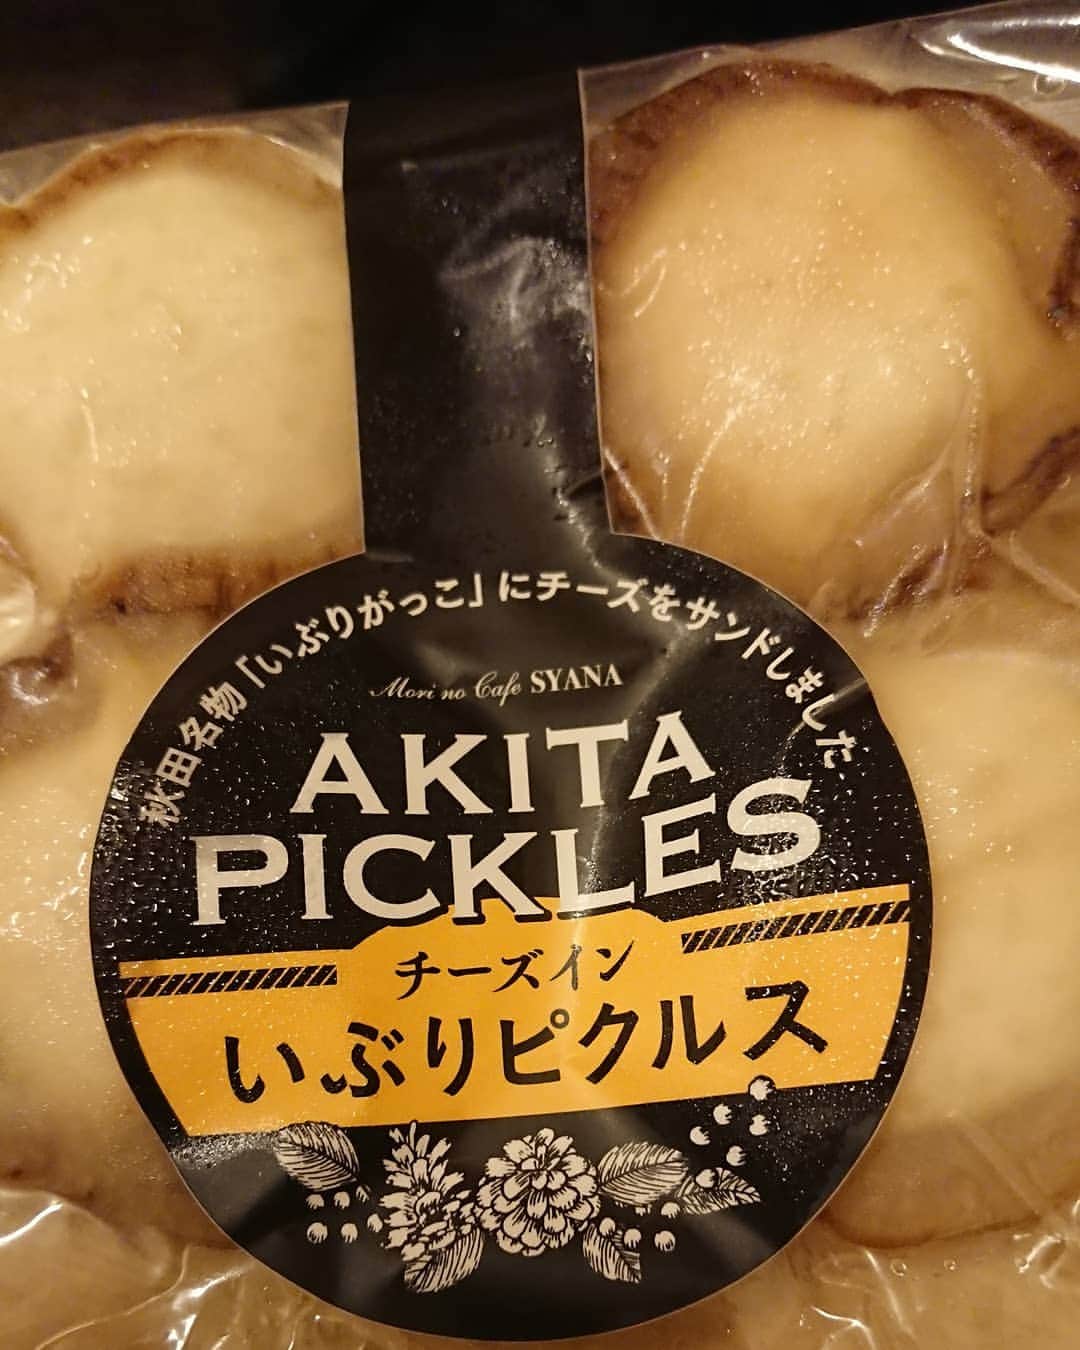 秋田名物「いぶりがっこ」にチーズをサンドしました
Mori no Cafe SYANA
AKITA
PICKLES
チーズイン
いぶりピクルス